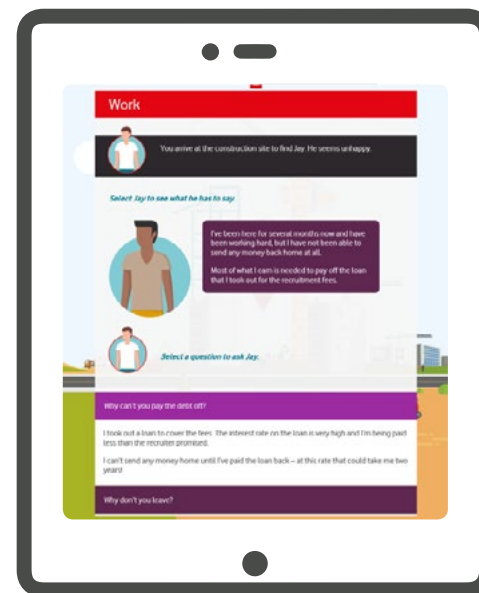 Work
You arrive at the construction site to find Jay. He seems unhappy.
Select Jay to see what he has to say
I've been here for several months now and have
been working hard, but I have not been able to
send any money back home at all.
Most of what I earn is needed to pay off the loan
that I took out for the recruitment fees.
Select a question to ask Jay.
Why can't you pay the debt off?
I took out a loan to cover the fees. The interest rate on the loan is very high and I'm being paid
less than the recruiter promised.
I can't send any money home until I've paid the loan back – at this rate that could take me two
years!
Why don't you leave?